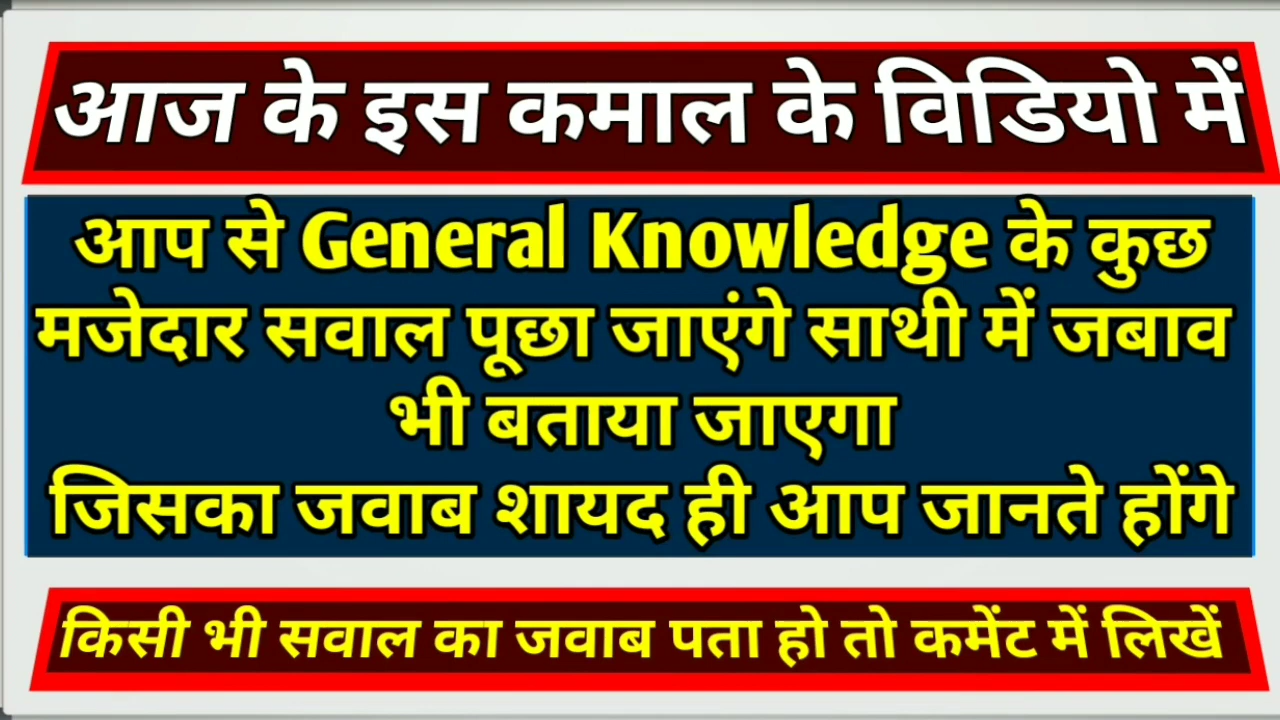 आज के इस कमाल के विडियो में
आप से General Knowledge के कुछ
मजेदार सवाल पूछा जाएंगे साथी में जबाव
भी बताया जाएगा
जिसका जवाब शायद ही आप जानते होंगे
किसी भी सवाल का जवाब पता हो तो कमेंट में लिखें